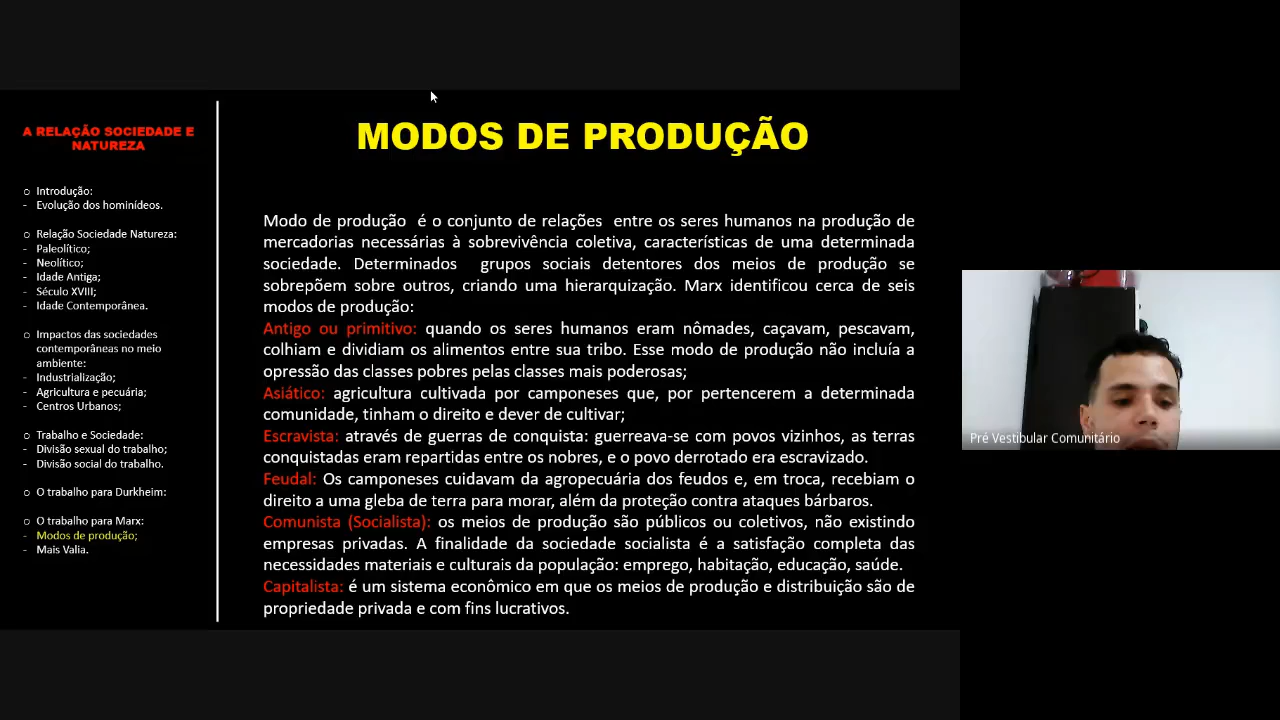 A RELAÇÃO SOCIEDADE E
NATUREZA
o Introdução:
- Evolução dos hominídeos.
o Relação Sociedade Natureza:
- Paleolítico;
- Neolítico;
- Idade Antiga;
- Século XVIII;
- Idade Contemporânea.
o Impactos das sociedades
contemporâneas no meio
ambiente:
- Industrialização;
- Agricultura e pecuária;
- Centros Urbanos;
o Trabalho e Sociedade:
- Divisão sexual do trabalho;
- Divisão social do trabalho.
o O trabalho para Durkheim:
o O trabalho para Marx:
- Modos de produção;
- Mais Valia.
MODOS DE PRODUÇÃO
Modo de produção é o conjunto de relações entre os seres humanos na produção de
mercadorias necessárias à sobrevivência coletiva, características de uma determinada
sociedade. Determinados grupos sociais detentores dos meios de produção se
sobrepõem sobre outros, criando uma hierarquização. Marx identificou cerca de seis
modos de produção:
Antigo ou primitivo: quando os seres humanos eram nômades, caçavam, pescavam,
colhiam e dividiam os alimentos entre sua tribo. Esse modo de produção não incluía a
opressão das classes pobres pelas classes mais poderosas;
Asiático: agricultura cultivada por camponeses que, por pertencerem a determinada
comunidade, tinham o direito e dever de cultivar;
Escravista: através de guerras de conquista: guerreava-se com povos vizinhos, as terras
conquistadas eram repartidas entre os nobres, e o povo derrotado era escravizado.
Feudal: Os camponeses cuidavam da agropecuária dos feudos e, em troca, recebiam o
direito a uma gleba de terra para morar, além da proteção contra ataques bárbaros.
Comunista (Socialista): os meios de produção são públicos ou coletivos, não existindo
empresas privadas. A finalidade da sociedade socialista é a satisfação completa das
necessidades materiais e culturais da população: emprego, habitação, educação, saúde.
Capitalista: é um sistema econômico em que os meios de produção e distribuição são de
propriedade privada e com fins lucrativos.
Pré Vestibular Comunitário